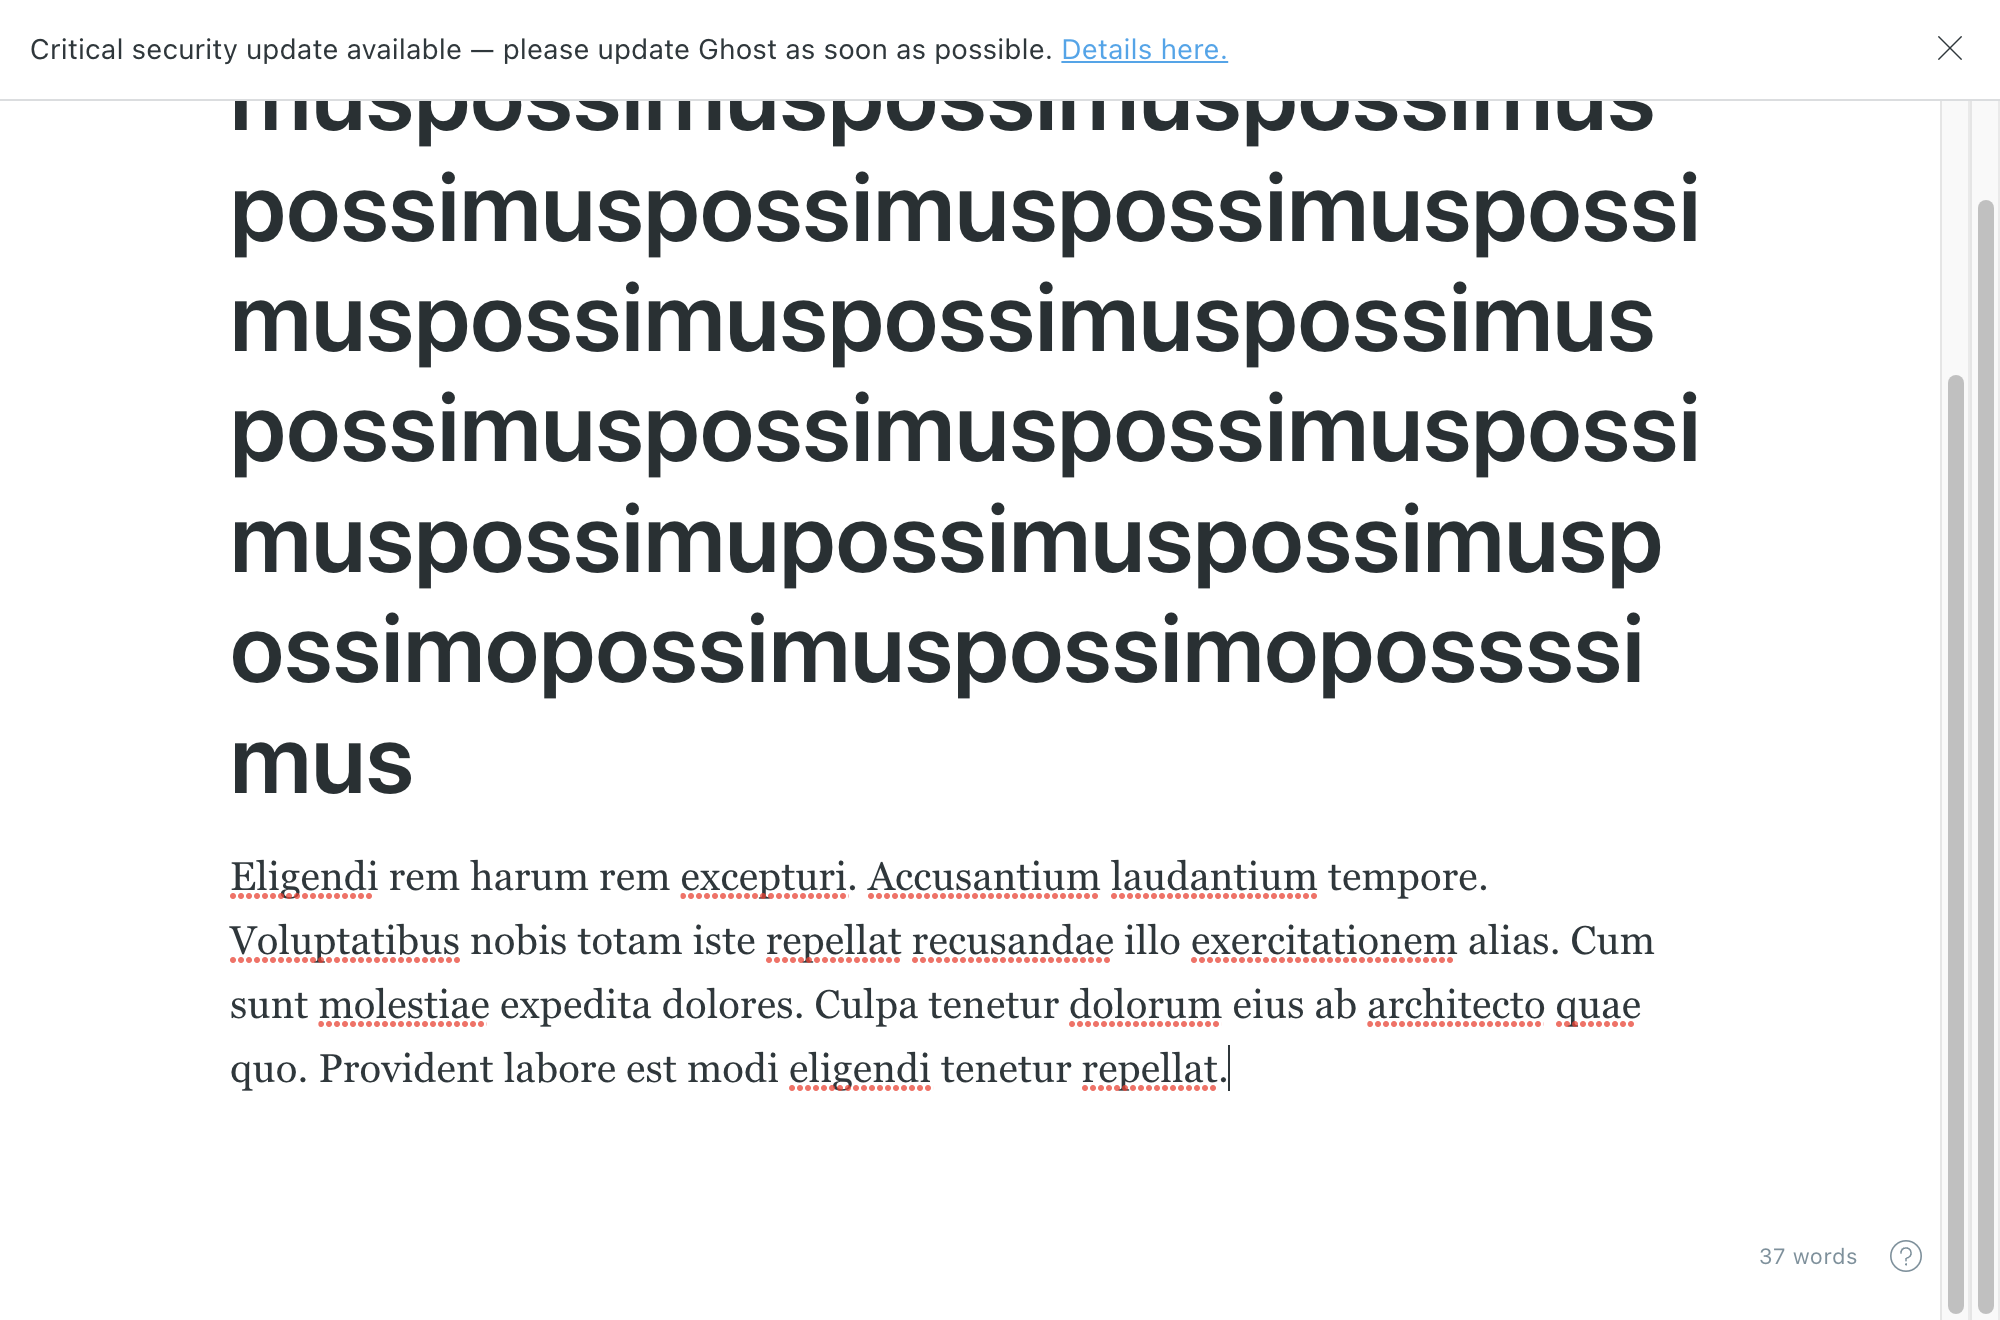 Critical security update available — please update Ghost as soon as possible. Details here.
muspossimuspossimuspossimus
possimuspossimuspossimuspossi
muspossimuspossimuspossimus
possimuspossimuspossimuspossi
muspossimupossimuspossimusp
ossimopossimuspossimopossssi
mus
Eligendi rem harum rem excepturi. Accusantium laudantium tempore.
Voluptatibus nobis totam iste repellat recusandae illo exercitationem alias. Cum
sunt molestiae expedita dolores. Culpa tenetur dolorum eius ab architecto quae
quo. Provident labore est modi eligendi tenetur repellat.
37 words